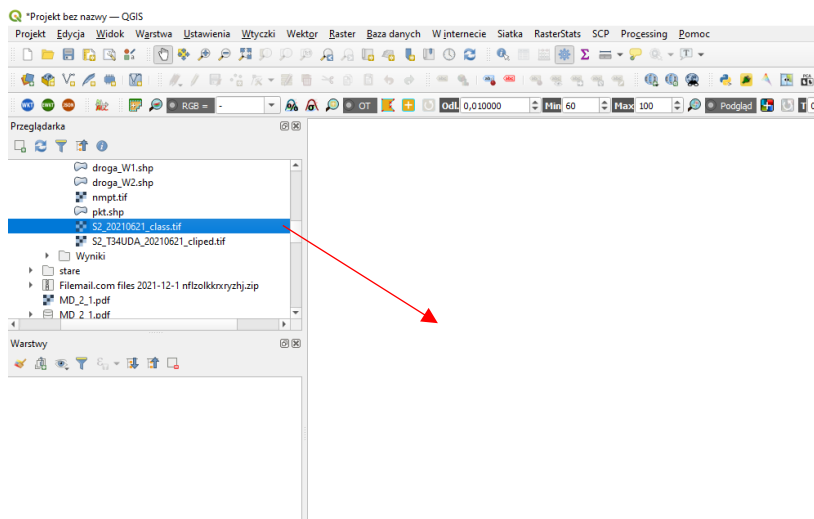 *Projekt bez nazwy — QGIS
Projekt Edycja Widok Warstwa Ustawienia Wtyczki Wektor Raster Baza danych W internecie Siatka RasterStats SCP Processing Pomoc
RGB = - OT Odl. 0,010000 Min 60 Max 100 Podgląd T
Przeglądarka
droga_W1.shp
droga_W2.shp
nmpt.tif
pkt.shp
S2_20210621_class.tif
S2_T34UDA_20210621_cliped.tif
Wyniki
stare
Filemail.com files 2021-12-1 nflzolkkrxryzhj.zip
MD_2_1.pdf
MD_2_1.pdf
Warstwy